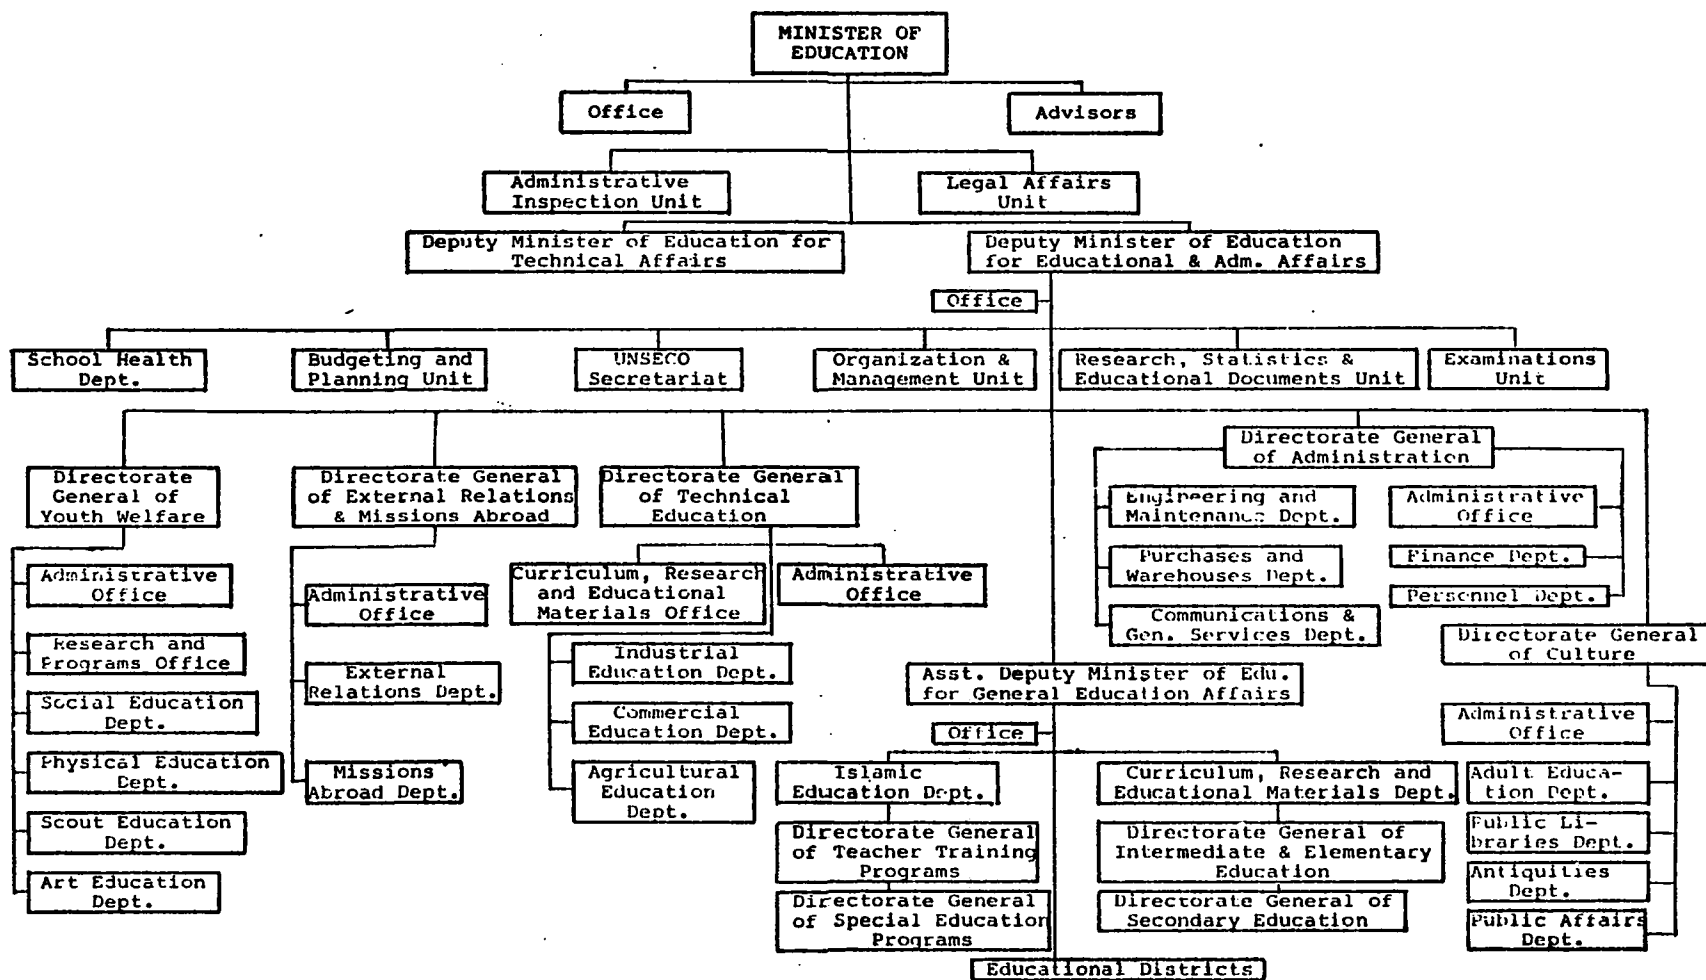 MINISTER OF
EDUCATION
Office
Advisors
Administrative
Inspection Unit
Legal Affairs
Unit
Deputy Minister of Education for
Technical Affairs
Deputy Minister of Education
for Educational & Adm. Affairs
Office
School Health
Dept.
Budgeting and
Planning Unit
UNSECO
Secretariat
Organization &
Management Unit
Research, Statistics &
Educational Documents Unit
Examinations
Unit
Directorate
General of
Youth Welfare
Administrative
Office
Research and
Programs Office
Social Education
Dept.
Physical Education
Dept.
Scout Education
Dept.
Art Education
Dept.
Directorate General
of External Relations
& Missions Abroad
Administrative
Office
External
Relations Dept.
Missions
Abroad Dept.
Directorate General
of Technical
Education
Curriculum, Research
and Educational
Materials Office
Administrative
Office
Industrial
Education Dept.
Commercial
Education Dept.
Agricultural
Education
Dept.
Directorate General
of Administration
Engineering and
Maintenance Dept.
Purchases and
Warehouses Dept.
Communications &
Gen. Services Dept.
Administrative
Office
Finance Dept.
Personnel Dept.
Directorate General
of Culture
Administrative
Office
Adult Educa-
tion Dept.
Public Li-
braries Dept.
Antiquities
Dept.
Public Affairs
Dept.
Asst. Deputy Minister of Edu.
for General Education Affairs
Office
Islamic
Education Dept.
Curriculum, Research and
Educational Materials Dept.
Directorate General
of Teacher Training
Programs
Directorate General of
Intermediate & Elementary
Education
Directorate General
of Special Education
Programs
Directorate General of
Secondary Education
Educational Districts